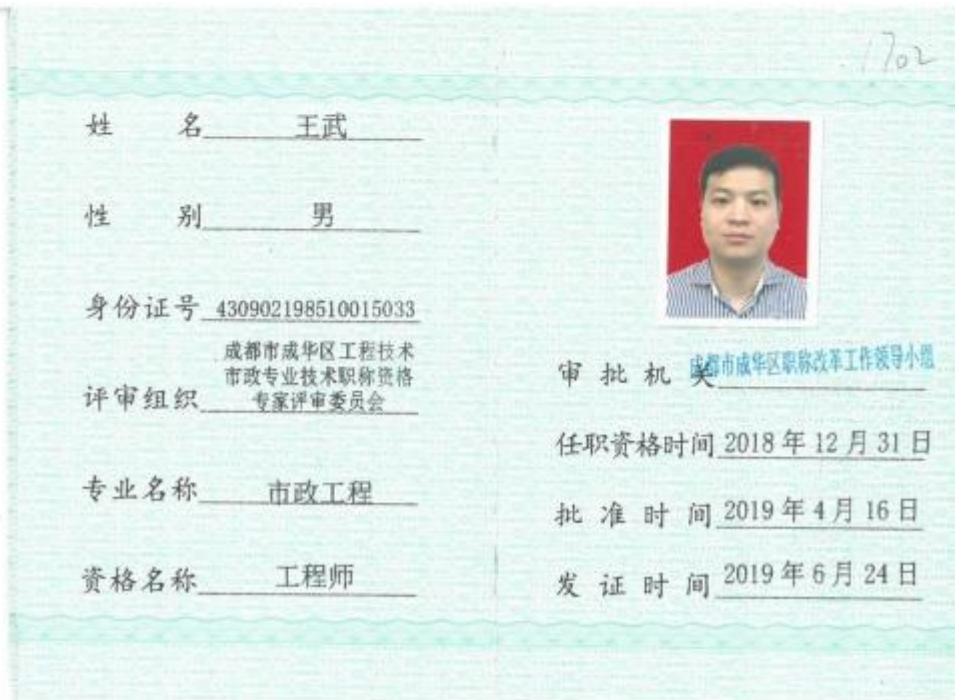 1702
姓名 王武
性别 男
身份证号 430902198510015033
成都市成华区工程技术
市政专业技术职称资格
评审组织 专家评审委员会
专业名称 市政工程
资格名称 工程师
审批机关 成都市成华区职称改革工作领导小组
任职资格时间 2018年12月31日
批准时间 2019年4月16日
发证时间 2019年6月24日